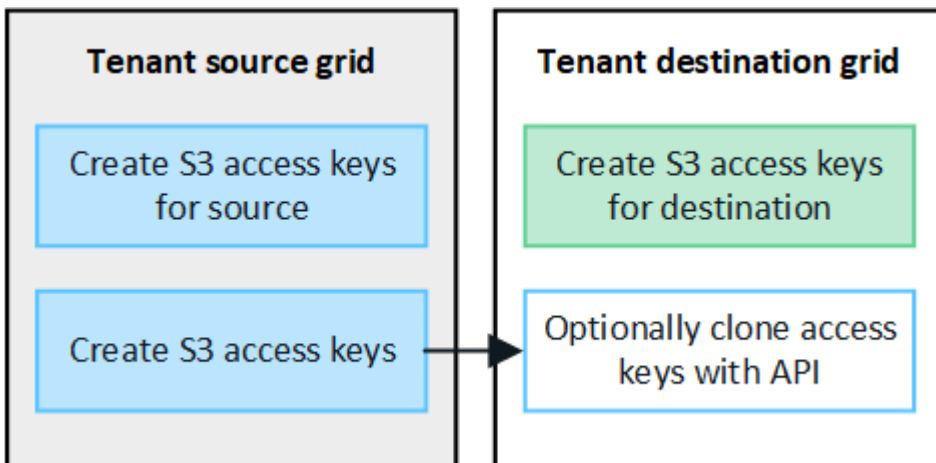 Tenant source grid
Create S3 access keys
for source
Create S3 access keys
Tenant destination grid
Create S3 access keys
for destination
Optionally clone access
keys with API